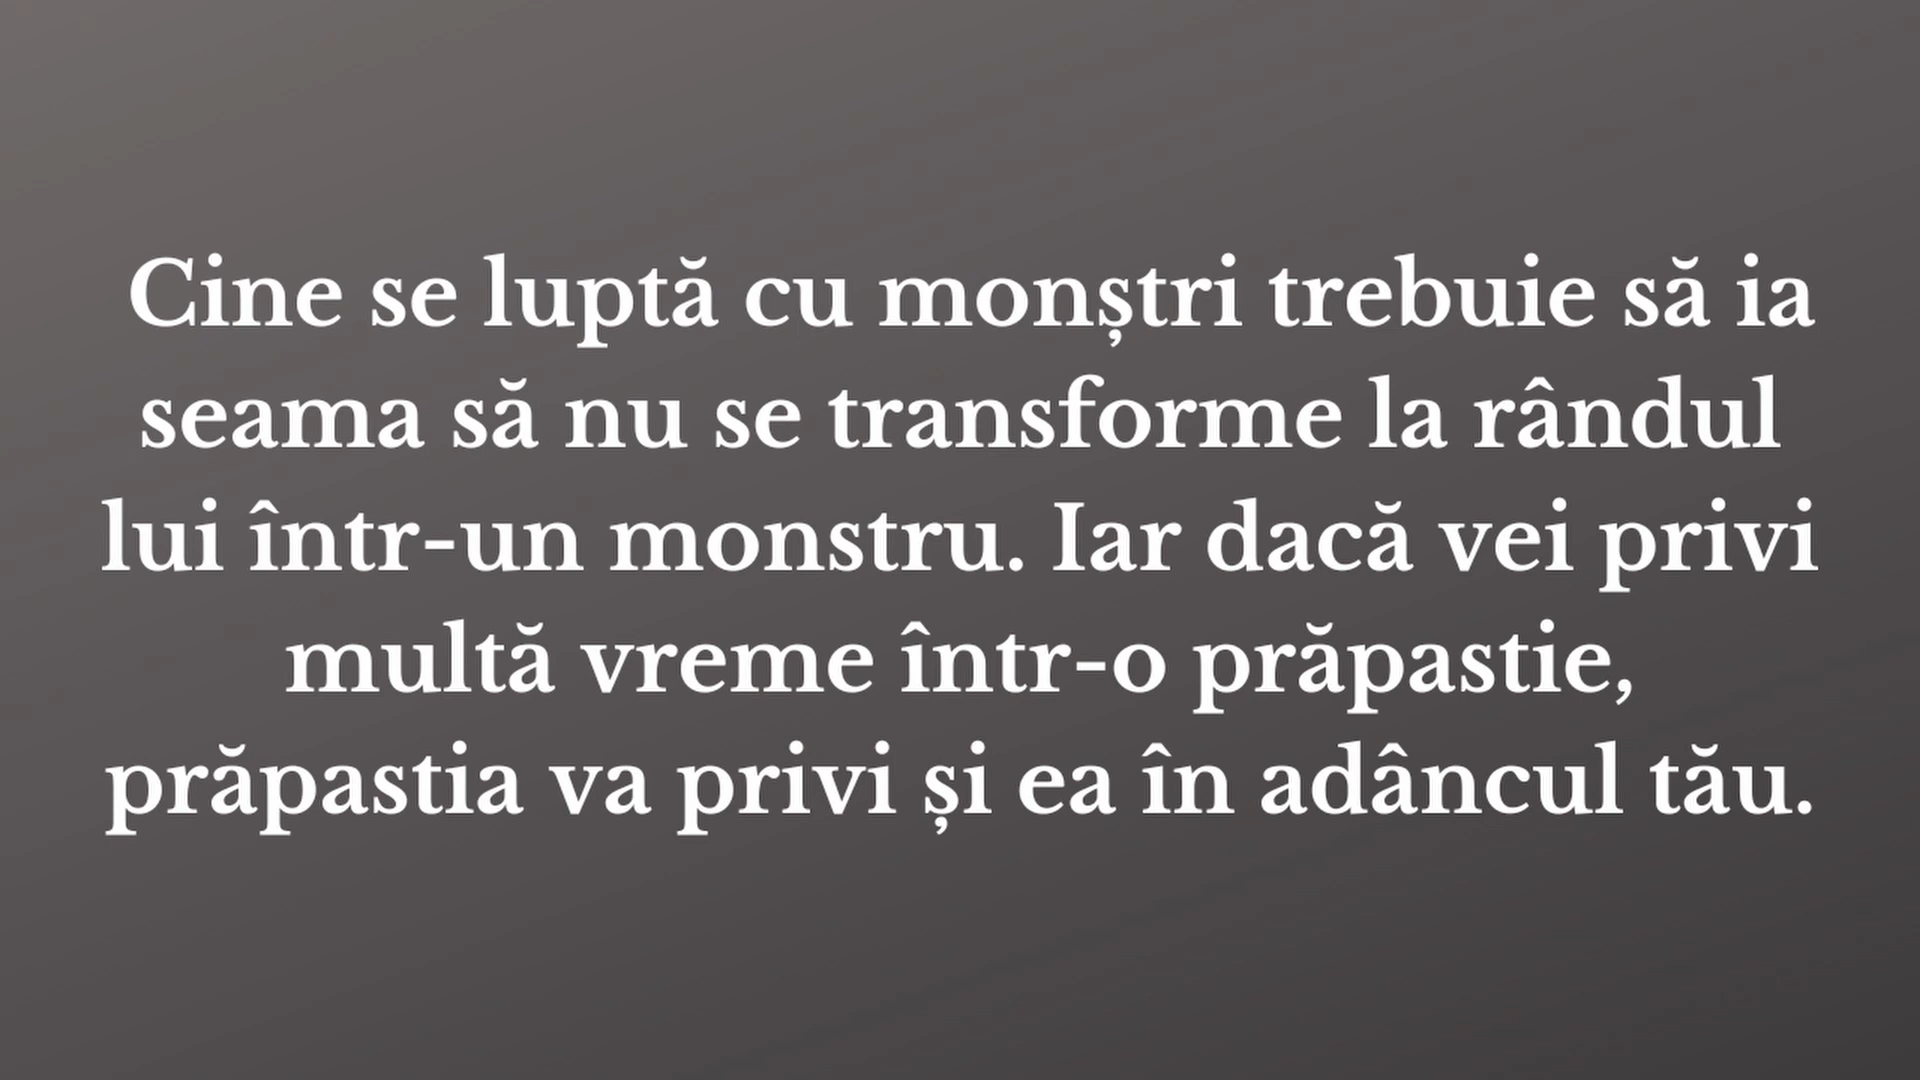 Cine se luptă cu monștri trebuie să ia
seama să nu se transforme la rândul
lui într-un monstru. Iar dacă vei privi
multă vreme într-o prăpastie,
prăpastia va privi și ea în adâncul tău.